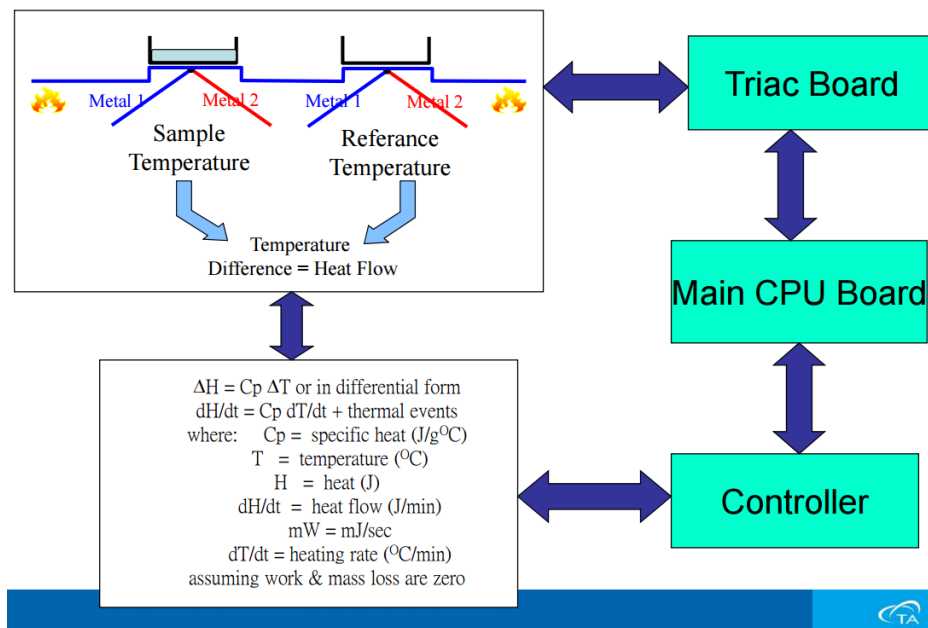 Metal 1
Metal 2
Metal 1
Metal 2
Sample
Temperature
Referance
Temperature
Temperature
Difference = Heat Flow
Triac Board
Main CPU Board
Controller
ΔH = Cp ΔT or in differential form
dH/dt = Cp dT/dt + thermal events
where: Cp = specific heat (J/g⁰C)
T = temperature (⁰C)
H = heat (J)
dH/dt = heat flow (J/min)
mW = mJ/sec
dT/dt = heating rate (⁰C/min)
assuming work & mass loss are zero
TA